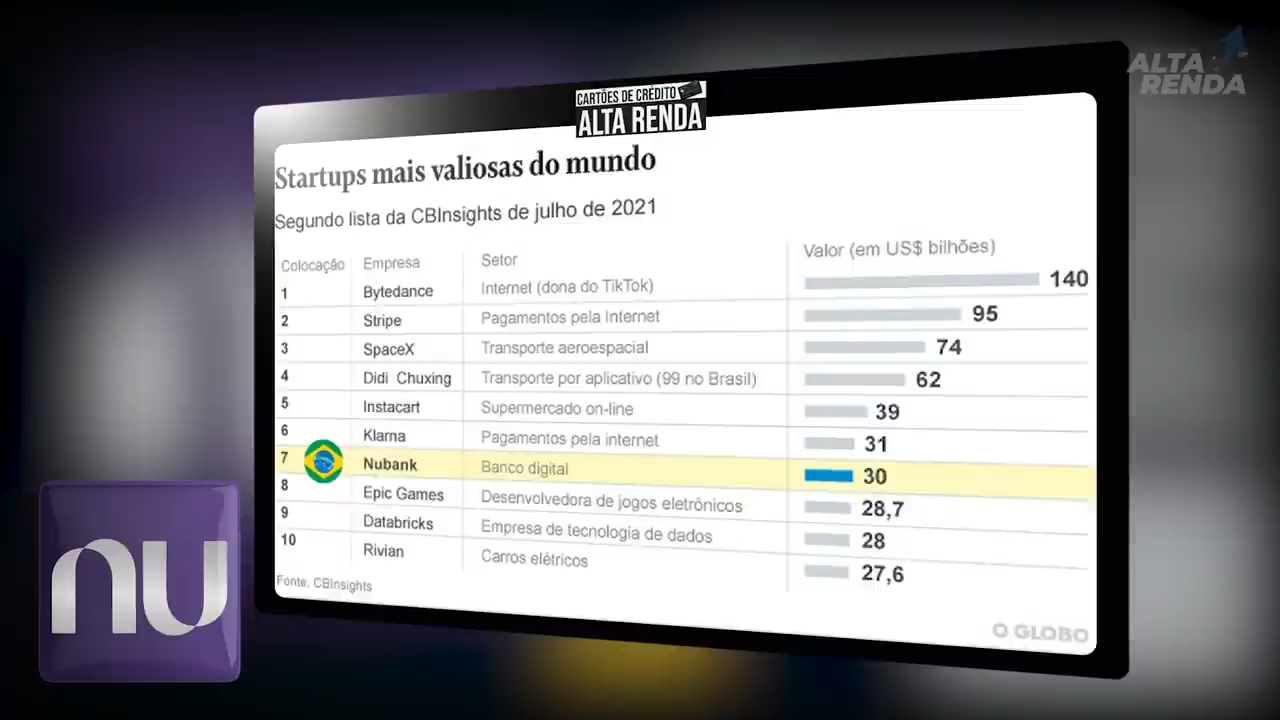 ALTA
RENDA
CARTÕES DE CRÉDITO
ALTA RENDA
Startups mais valiosas do mundo
Segundo lista da CBInsights de julho de 2021
Colocação Empresa Setor Valor (em US$ bilhões)
1 Bytedance Internet (dona do TikTok) 140
2 Stripe Pagamentos pela Internet 95
3 SpaceX Transporte aeroespacial 74
4 Didi Chuxing Transporte por aplicativo (99 no Brasil) 62
5 Instacart Supermercado on-line 39
6 Klarna Pagamentos pela internet 31
7 Nubank Banco digital 30
8 Epic Games Desenvolvedora de jogos eletrônicos 28,7
9 Databricks Empresa de tecnologia de dados 28
10 Rivian Carros elétricos 27,6
Fonte: CBInsights
O GLOBO
nu